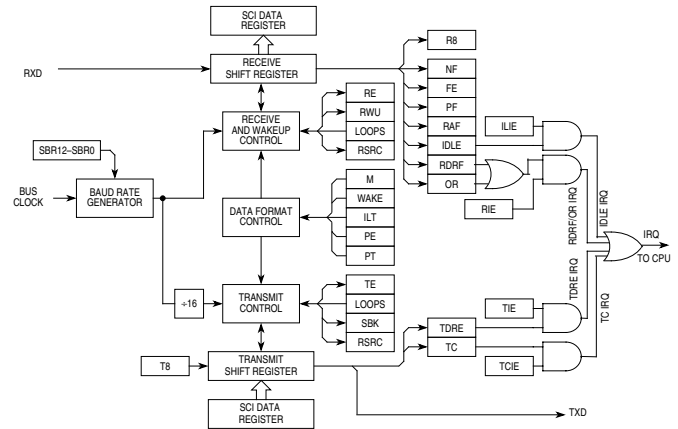 SCI DATA
REGISTER
RXD
RECEIVE
SHIFT REGISTER
R8
NF
FE
PF
RAF
IDLE
RDRF
OR
RE
RWU
LOOPS
RSRC
RECEIVE
AND WAKEUP
CONTROL
ILIE
RIE
SBR12–SBR0
BUS
CLOCK
BAUD RATE
GENERATOR
DATA FORMAT
CONTROL
M
WAKE
ILT
PE
PT
RDRF/OR IRQ
IDLE IRQ
TDRE IRQ
TC IRQ
IRQ
TO CPU
÷16
TRANSMIT
CONTROL
TE
LOOPS
SBK
RSRC
TIE
TDRE
TC
TCIE
T8
TRANSMIT
SHIFT REGISTER
SCI DATA
REGISTER
TXD